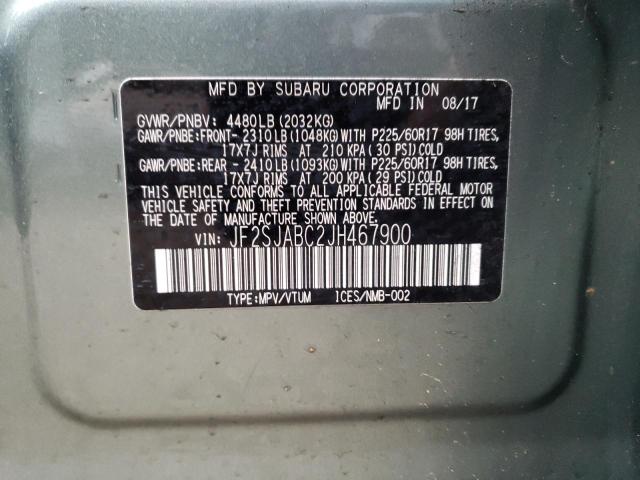 MFD BY SUBARU CORPORATION
MFD IN 08/17
GVWR/PNBV: 4480LB(2032KG)
GAWR/PNBE:FRONT- 2310LB(1048KG)WITH P225/60R17 98H TIRES,
17X7J RIMS AT 210 KPA(30 PSI)COLD
GAWR/PNBE:REAR - 2410LB(1093KG)WITH P225/60R17 98H TIRES,
17X7J RIMS AT 200 KPA(29 PSI)COLD
THIS VEHICLE CONFORMS TO ALL APPLICABLE FEDERAL MOTOR
VEHICLE SAFETY AND THEFT PREVENTION STANDARDS IN EFFECT
ON THE DATE OF MANUFACTURE SHOWN ABOVE.
VIN: JF2SJABC2JH467900
TYPE:MPV/VTUM ICES/NMB-002